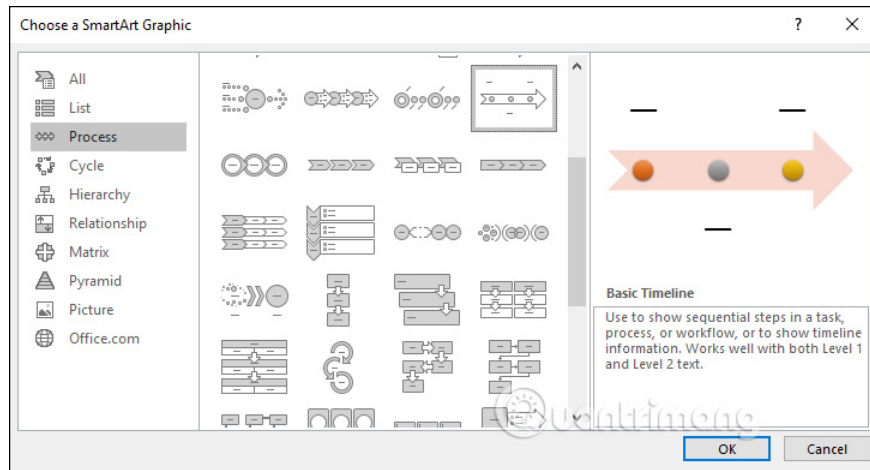 Choose a SmartArt Graphic
?
All
List
Process
Cycle
Hierarchy
Relationship
Matrix
Pyramid
Picture
Office.com
Basic Timeline
Use to show sequential steps in a task,
process, or workflow, or to show timeline
information. Works well with both Level 1
and Level 2 text.
Quantrimang
OK
Cancel